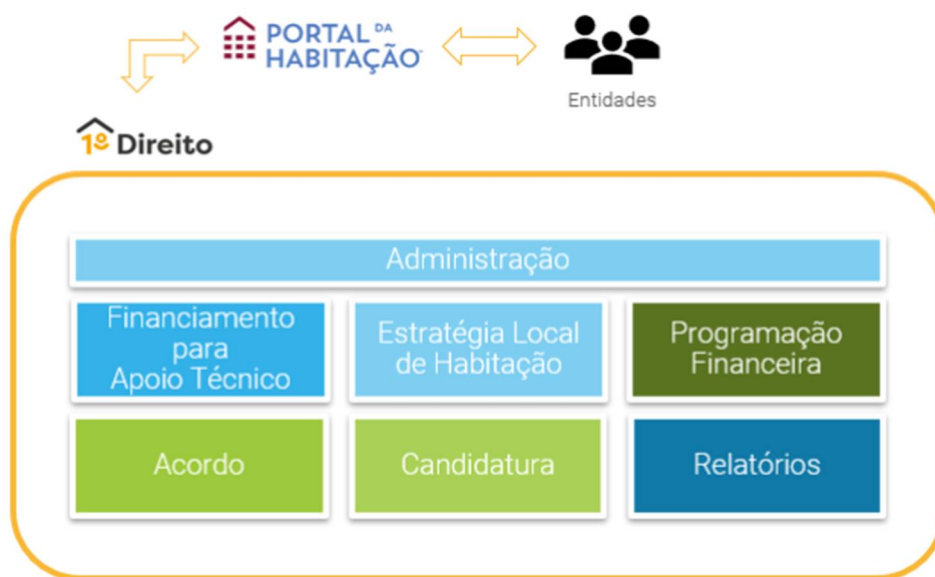 PORTAL DA
HABITAÇÃO
Entidades
1º Direito
Administração
Financiamento
para
Apoio Técnico
Estratégia Local
de Habitação
Programação
Financeira
Acordo
Candidatura
Relatórios